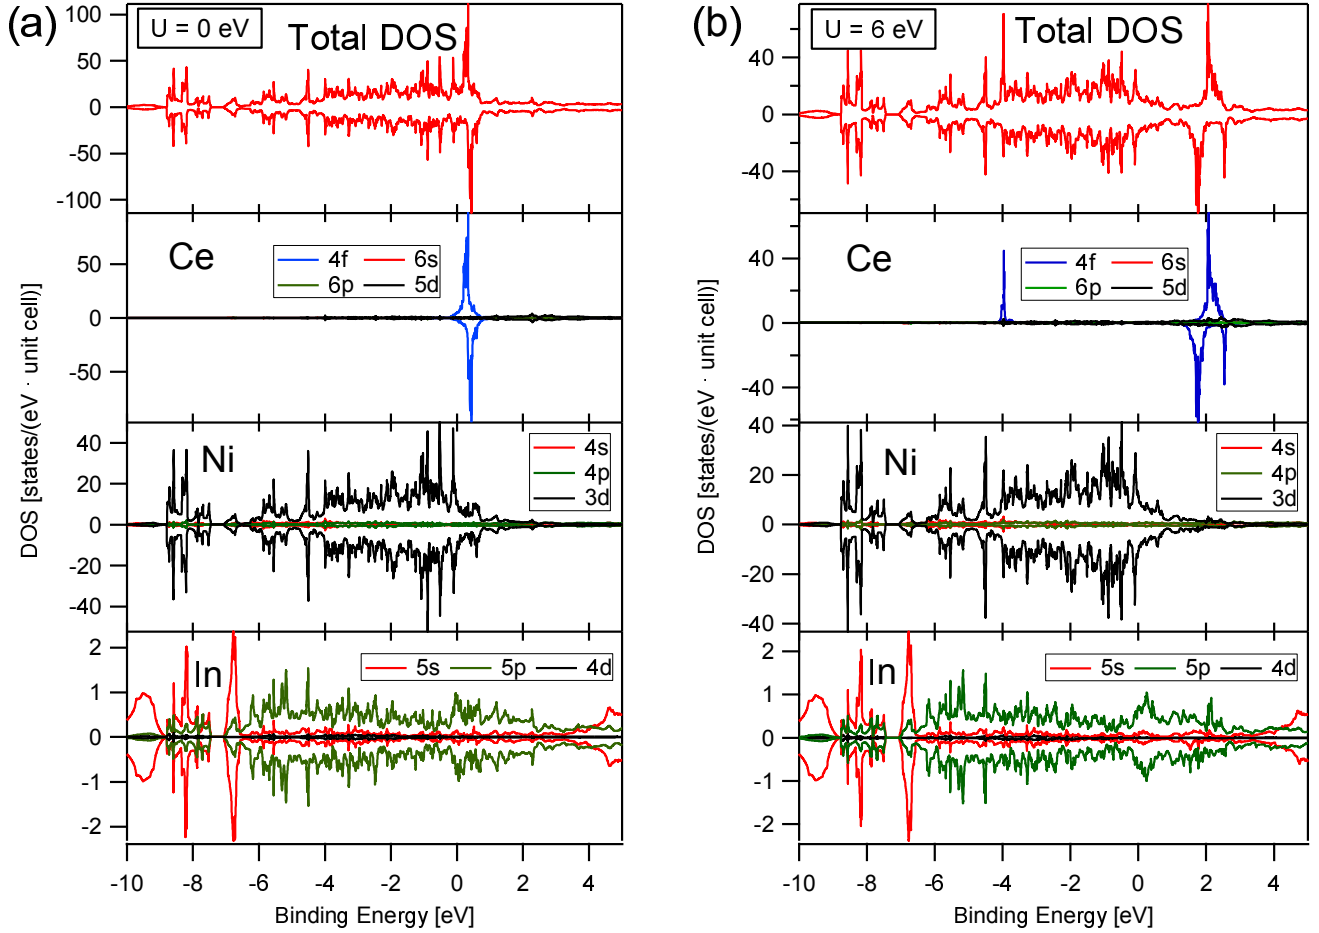 (a)
U = 0 eV
Total DOS
100
50
0
-50
-100
Ce
4f 6s
6p 5d
50
0
-50
Ni
4s
4p
3d
40
20
0
-20
-40
In
5s 5p 4d
2
1
0
-1
-2
-10 -8 -6 -4 -2 0 2 4
Binding Energy [eV]
DOS [states/(eV · unit cell)]
(b)
U = 6 eV
Total DOS
40
0
-40
Ce
4f 6s
6p 5d
40
0
-40
Ni
4s
4p
3d
40
20
0
-20
-40
In
5s 5p 4d
2
1
0
-1
-2
-10 -8 -6 -4 -2 0 2 4
Binding Energy [eV]
DOS [states/(eV · unit cell)]